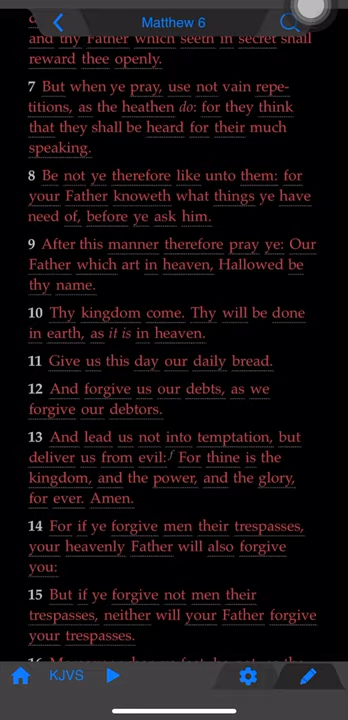 Matthew 6
and thy Father which seeth in secret shall
reward thee openly.
7 But when ye pray, use not vain repe-
titions, as the heathen do: for they think
that they shall be heard for their much
speaking.
8 Be not ye therefore like unto them: for
your Father knoweth what things ye have
need of, before ye ask him.
9 After this manner therefore pray ye: Our
Father which art in heaven, Hallowed be
thy name.
10 Thy kingdom come. Thy will be done
in earth, as it is in heaven.
11 Give us this day our daily bread.
12 And forgive us our debts, as we
forgive our debtors.
13 And lead us not into temptation, but
deliver us from evil:f For thine is the
kingdom, and the power, and the glory,
for ever. Amen.
14 For if ye forgive men their trespasses,
your heavenly Father will also forgive
you:
15 But if ye forgive not men their
trespasses, neither will your Father forgive
your trespasses.
KJVS